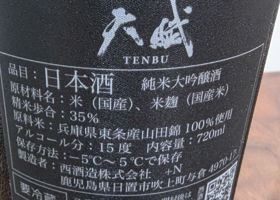 天賦
TENBU
品目：日本酒 純米大吟醸酒
原材料名：米（国産）、米麹（国産米）
精米歩合：35%
原料米：兵庫県東条産山田錦100%使用
アルコール分：15度 内容量：720ml
保存方法：−5℃〜5℃で保存
製造者：西酒造株式会社 +N
鹿児島県日置市吹上町与倉4970-17
要冷蔵